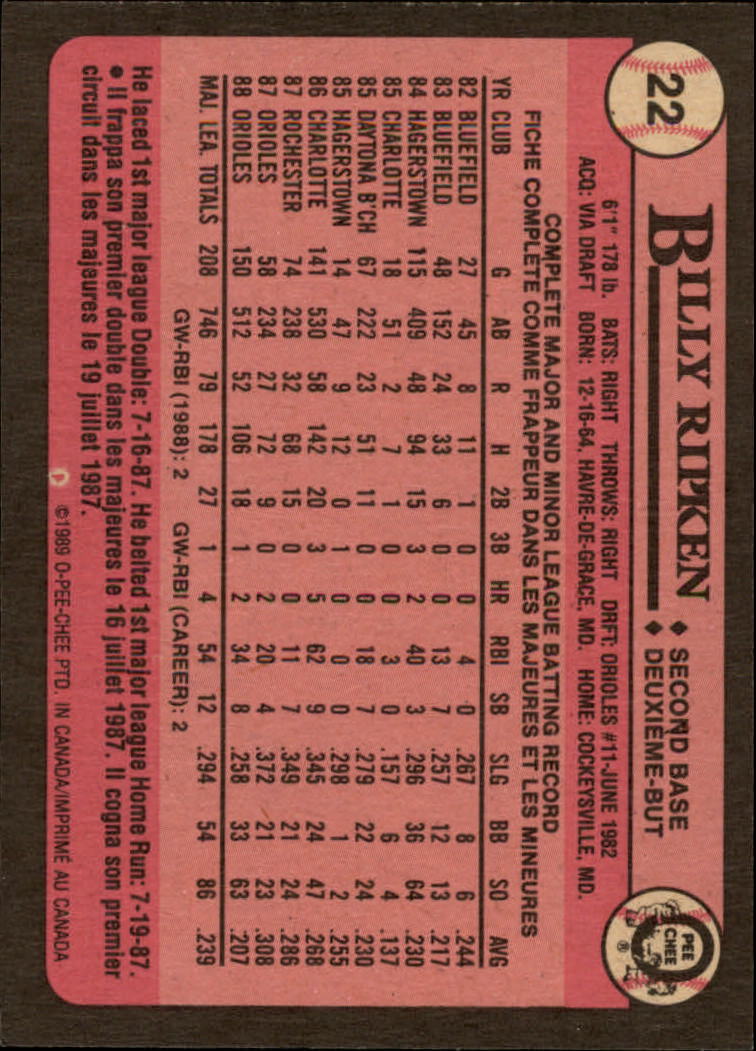 22
BILLY RIPKEN
♦ SECOND BASE
♦ DEUXIEME-BUT
PEE
CHEE
®
6'1" 178 lb. BATS: RIGHT THROWS: RIGHT DRFT: ORIOLES #11-JUNE 1982
ACQ: VIA DRAFT BORN: 12-16-64, HAVRE-DE-GRACE, MD. HOME: COCKEYSVILLE, MD.
COMPLETE MAJOR AND MINOR LEAGUE BATTING RECORD
FICHE COMPLÈTE COMME FRAPPEUR DANS LES MAJEURES ET LES MINEURES
YR CLUB G AB R H 2B 3B HR RBI SB SLG BB SO AVG
82 BLUEFIELD 27 45 8 11 1 0 0 4 0 .267 8 6 .244
83 BLUEFIELD 48 152 24 33 6 0 0 13 7 .257 12 13 .217
84 HAGERSTOWN 115 409 48 94 15 3 2 40 3 .296 36 64 .230
85 CHARLOTTE 18 51 2 7 1 0 0 3 0 .157 6 4 .137
85 DAYTONA B'CH 67 222 23 51 11 0 0 18 7 .279 22 24 .230
85 HAGERSTOWN 14 47 9 12 0 1 0 0 0 .298 1 2 .255
86 CHARLOTTE 141 530 58 142 20 3 5 62 9 .345 24 47 .268
87 ROCHESTER 74 238 32 68 15 0 0 11 7 .349 21 24 .286
87 ORIOLES 58 234 27 72 9 0 2 20 4 .372 21 23 .308
88 ORIOLES 150 512 52 106 18 1 2 34 8 .258 33 63 .207
MAJ. LEA. TOTALS 208 746 79 178 27 1 4 54 12 .294 54 86 .239
GW-RBI (1988): 2 GW-RBI (CAREER): 2
He laced 1st major league Double: 7-16-87. He belted 1st major league Home Run: 7-19-87.
● Il frappa son premier double dans les majeures le 16 juillet 1987. Il cogna son premier
circuit dans les majeures le 19 juillet 1987.
D ©1989 O-PEE-CHEE PTD. IN CANADA/IMPRIMÉ AU CANADA